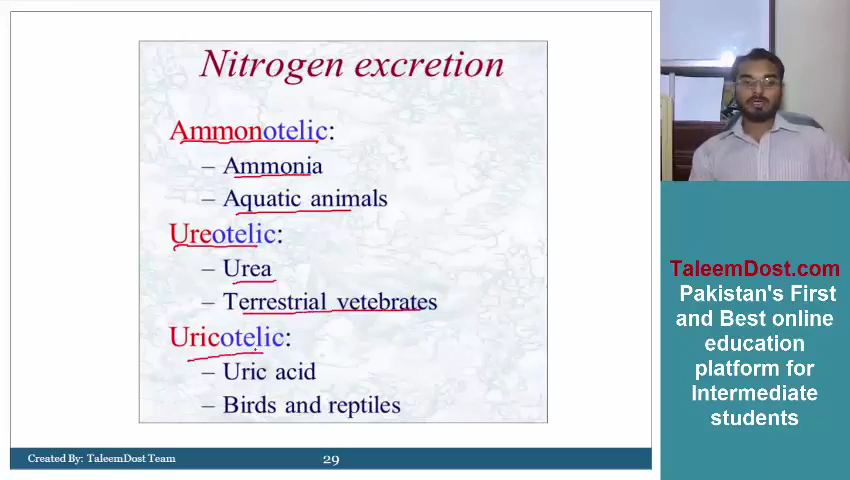 Nitrogen excretion
Ammonotelic:
– Ammonia
– Aquatic animals
Ureotelic:
– Urea
– Terrestrial vetebrates
Uricotelic:
– Uric acid
– Birds and reptiles
Created By: TaleemDost Team
29
TaleemDost.com
Pakistan's First
and Best online
education
platform for
Intermediate
students